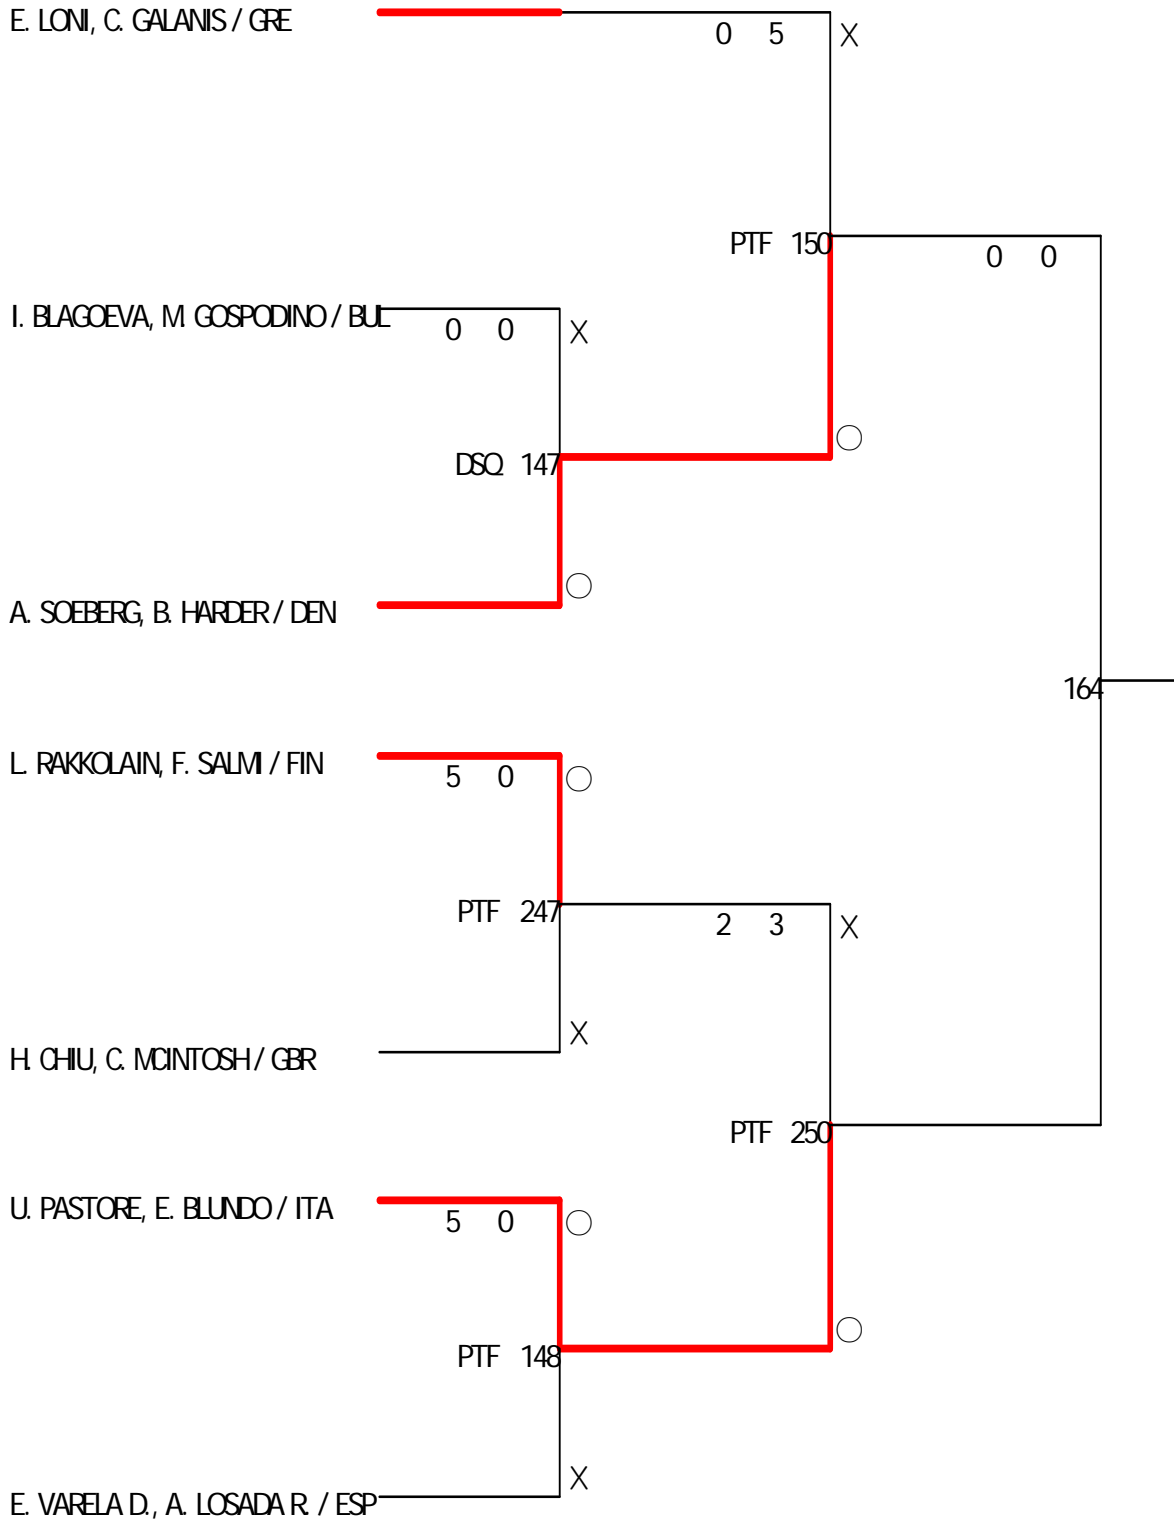 E. LONI, C. GALANIS / GRE
0 5 X
PTF 150
0 0
I. BLAGOEVA, M. GOSPODINO / BUL
0 0 X
DSQ 147
A. SOEBERG, B. HARDER / DEN
164
L. RAKKOLAIN, F. SALMI / FIN
5 0
PTF 247
2 3 X
H. CHIU, C. MCINTOSH / GBR
X
PTF 250
U. PASTORE, E. BLUNDO / ITA
5 0
PTF 148
X
E. VARELA D., A. LOSADA R. / ESP